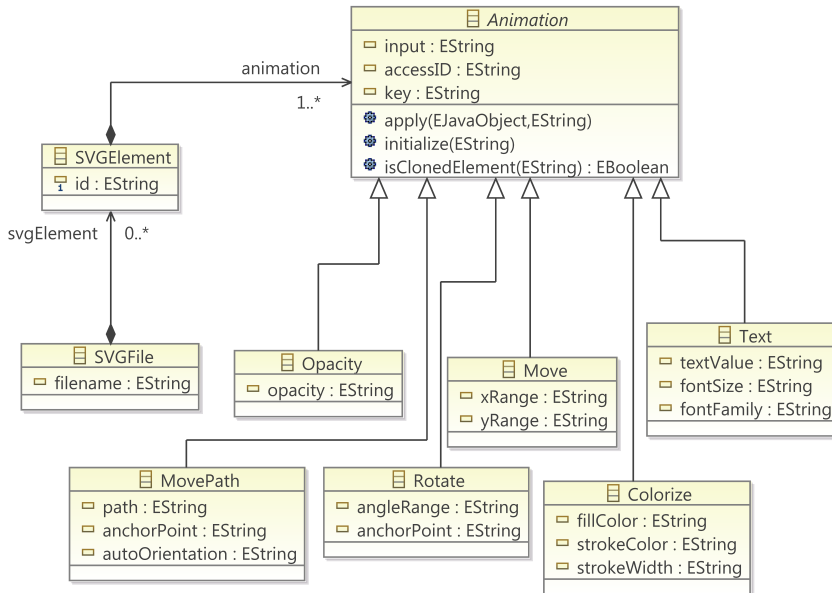 Animation
input : EString
accessID : EString
key : EString
apply(EJavaObject,EString)
initialize(EString)
isClonedElement(EString) : EBoolean
animation
1..*
SVGElement
1
id : EString
svgElement
0..*
SVGFile
filename : EString
Opacity
opacity : EString
Move
xRange : EString
yRange : EString
Text
textValue : EString
fontSize : EString
fontFamily : EString
MovePath
path : EString
anchorPoint : EString
autoOrientation : EString
Rotate
angleRange : EString
anchorPoint : EString
Colorize
fillColor : EString
strokeColor : EString
strokeWidth : EString